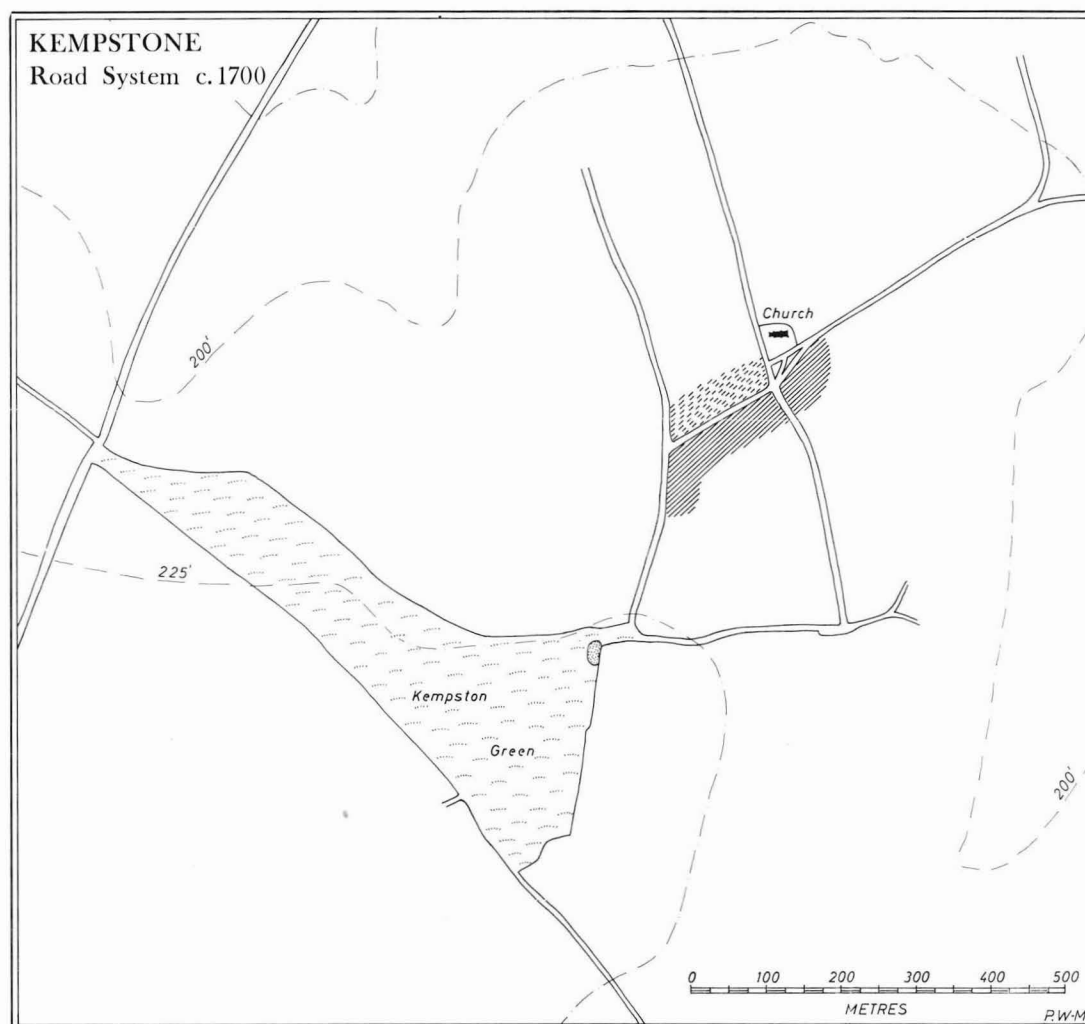 KEMPSTONE
Road System c.1700
Church
200'
225'
Kempston
Green
200'
0 100 200 300 400 500
METRES
P.W-M